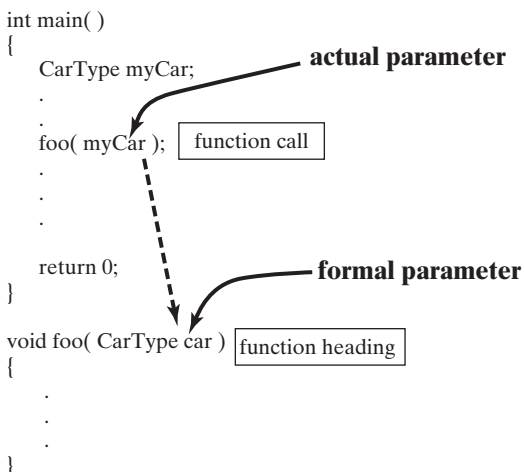 int main( )
{
CarType myCar;
actual parameter
.
.
foo( myCar );
function call
.
.
.
return 0;
formal parameter
}
void foo( CarType car )
function heading
{
.
.
.
}